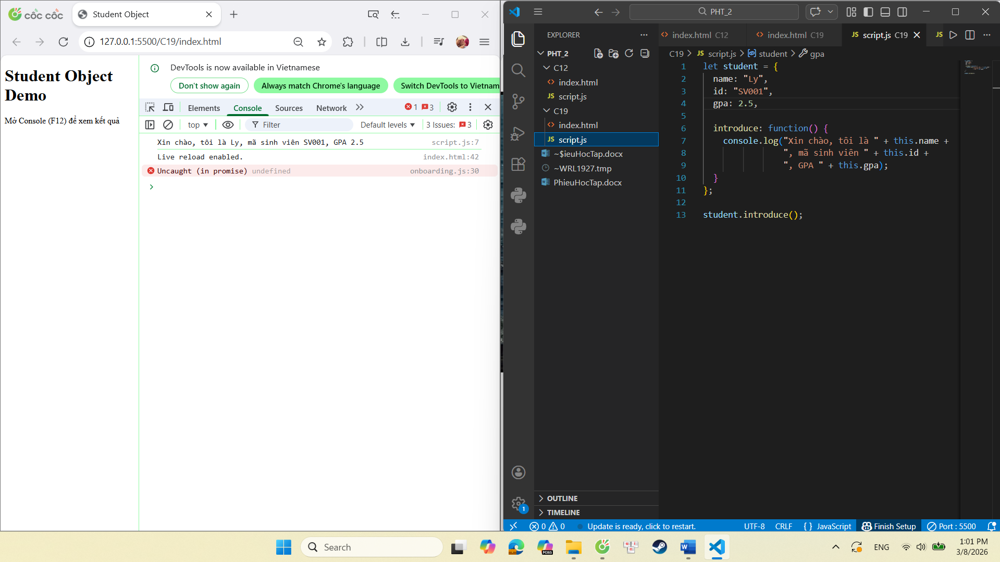 cốc cốc
Student Object
127.0.0.1:5500/C19/index.html
Student Object
Demo
Mở Console (F12) để xem kết quả
DevTools is now available in Vietnamese
Don't show again
Always match Chrome's language
Switch DevTools to Vietnam
Elements
Console
Sources
Network
1
3
top
Filter
Default levels
3 Issues:
3
Xin chào, tôi là Ly, mã sinh viên SV001, GPA 2.5
script.js:7
Live reload enabled.
index.html:42
Uncaught (in promise) undefined
onboarding.js:30
PHT_2
EXPLORER
PHT_2
C12
index.html
script.js
C19
index.html
script.js
~$ieuHocTap.docx
~WRL1927.tmp
PhieuHocTap.docx
OUTLINE
TIMELINE
index.html C12
index.html C19
script.js C19
JS
C19 > JS script.js > student > gpa
1 let student = {
2 name: "Ly",
3 id: "SV001",
4 gpa: 2.5,
5
6 introduce: function() {
7 console.log("Xin chào, tôi là " + this.name +
8 ", mã sinh viên " + this.id +
9 ", GPA " + this.gpa);
10 }
11 };
12
13 student.introduce();
1
0 0
Update is ready, click to restart.
UTF-8
CRLF
{ } JavaScript
Finish Setup
Port : 5500
Search
M365
ENG
1:01 PM
3/8/2026